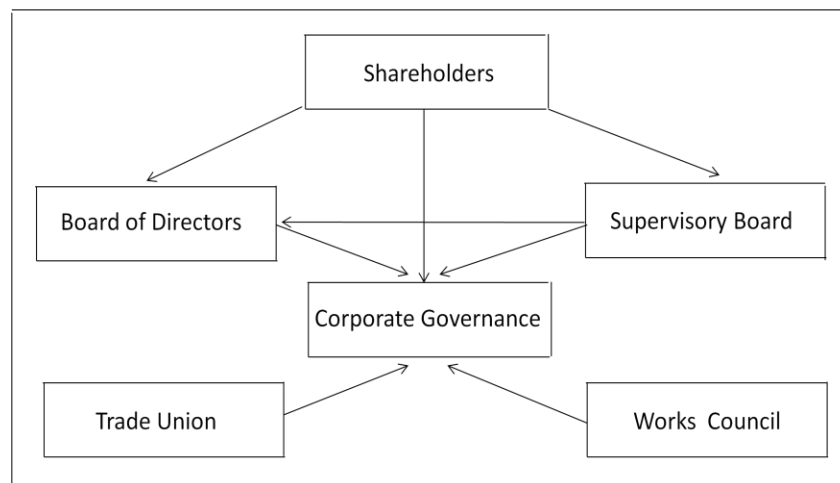 Shareholders
Board of Directors
Supervisory Board
Corporate Governance
Trade Union
Works Council